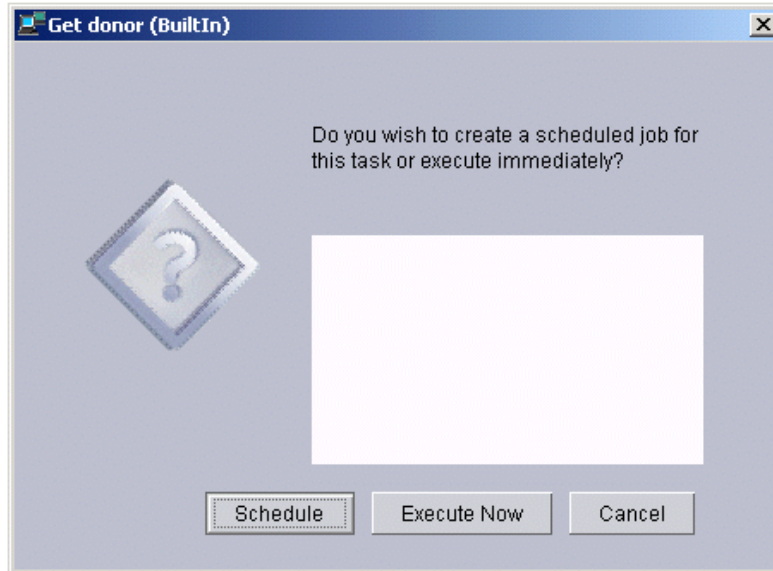 Get donor (BuiltIn)
Do you wish to create a scheduled job for
this task or execute immediately?
?
Schedule
Execute Now
Cancel